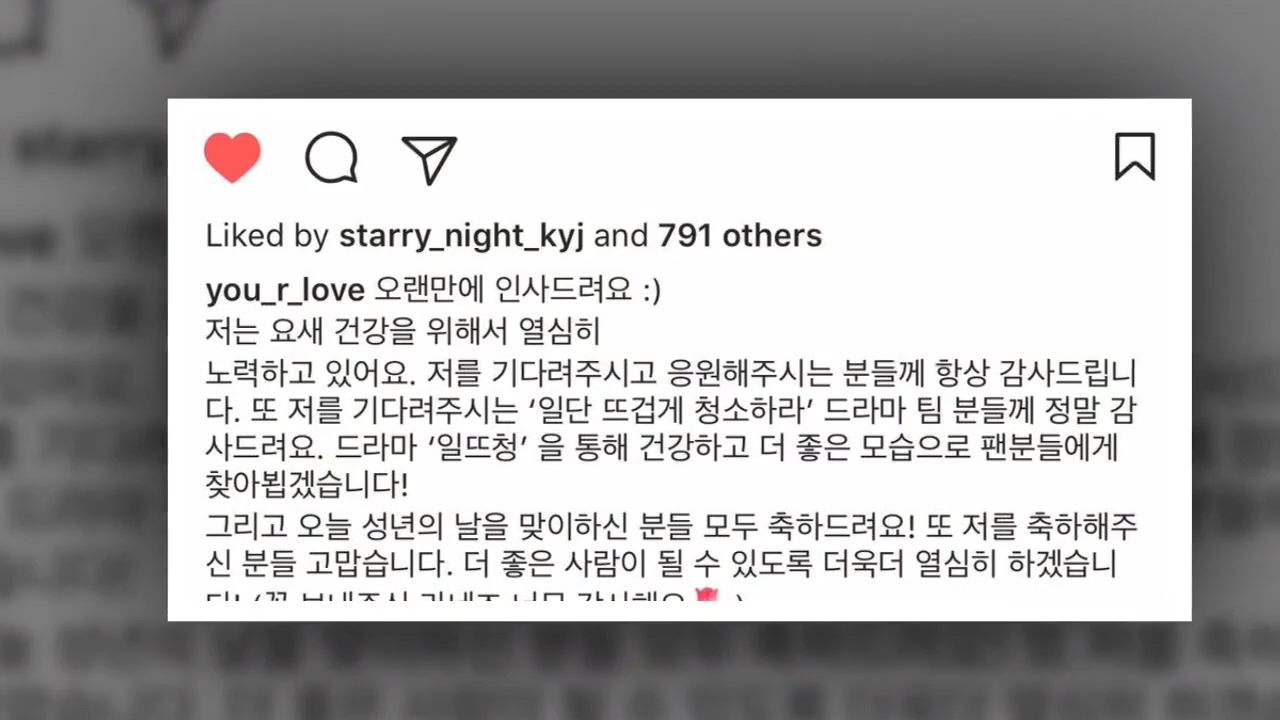 Liked by starry_night_kyj and 791 others
you_r_love 오랜만에 인사드려요 :)
저는 요새 건강을 위해서 열심히
노력하고 있어요. 저를 기다려주시고 응원해주시는 분들께 항상 감사드립니
다. 또 저를 기다려주시는 ‘일단 뜨겁게 청소하라’ 드라마 팀 분들께 정말 감
사드려요. 드라마 ‘일뜨청’ 을 통해 건강하고 더 좋은 모습으로 팬분들에게
찾아뵙겠습니다!
그리고 오늘 성년의 날을 맞이하신 분들 모두 축하드려요! 또 저를 축하해주
신 분들 고맙습니다. 더 좋은 사람이 될 수 있도록 더욱더 열심히 하겠습니